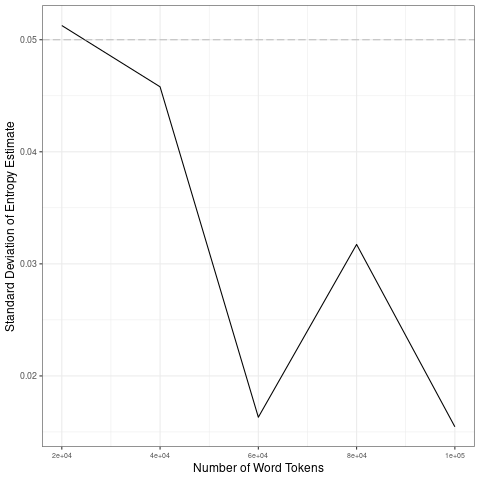 0.05
0.04
0.03
0.02
Standard Deviation of Entropy Estimate
2e+04 4e+04 6e+04 8e+04 1e+05
Number of Word Tokens